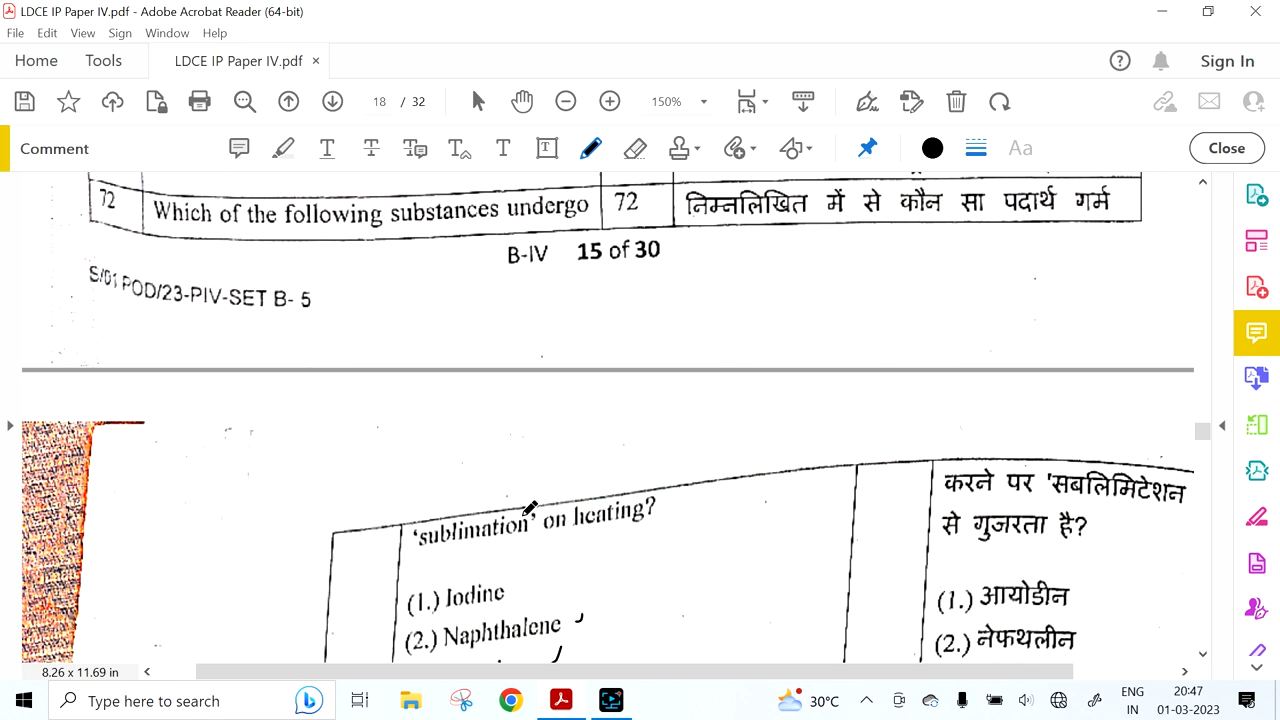 LDCE IP Paper IV.pdf - Adobe Acrobat Reader (64-bit)
File Edit View Sign Window Help
Home Tools LDCE IP Paper IV.pdf × Sign In
18 / 32 150%
Comment Aa Close
72 Which of the following substances undergo 72 निम्नलिखित में से कौन सा पदार्थ गर्म
B-IV 15 of 30
S/01 POD/23-PIV-SET B- 5
'sublimation' on heating?
करने पर 'सबलिमिटेशन
से गुजरता है?
(1.) Iodine
(2.) Naphthalene
(1.) आयोडीन
(2.) नेफथलीन
8.26 x 11.69 in
Type here to search 30°C ENG IN 20:47 01-03-2023